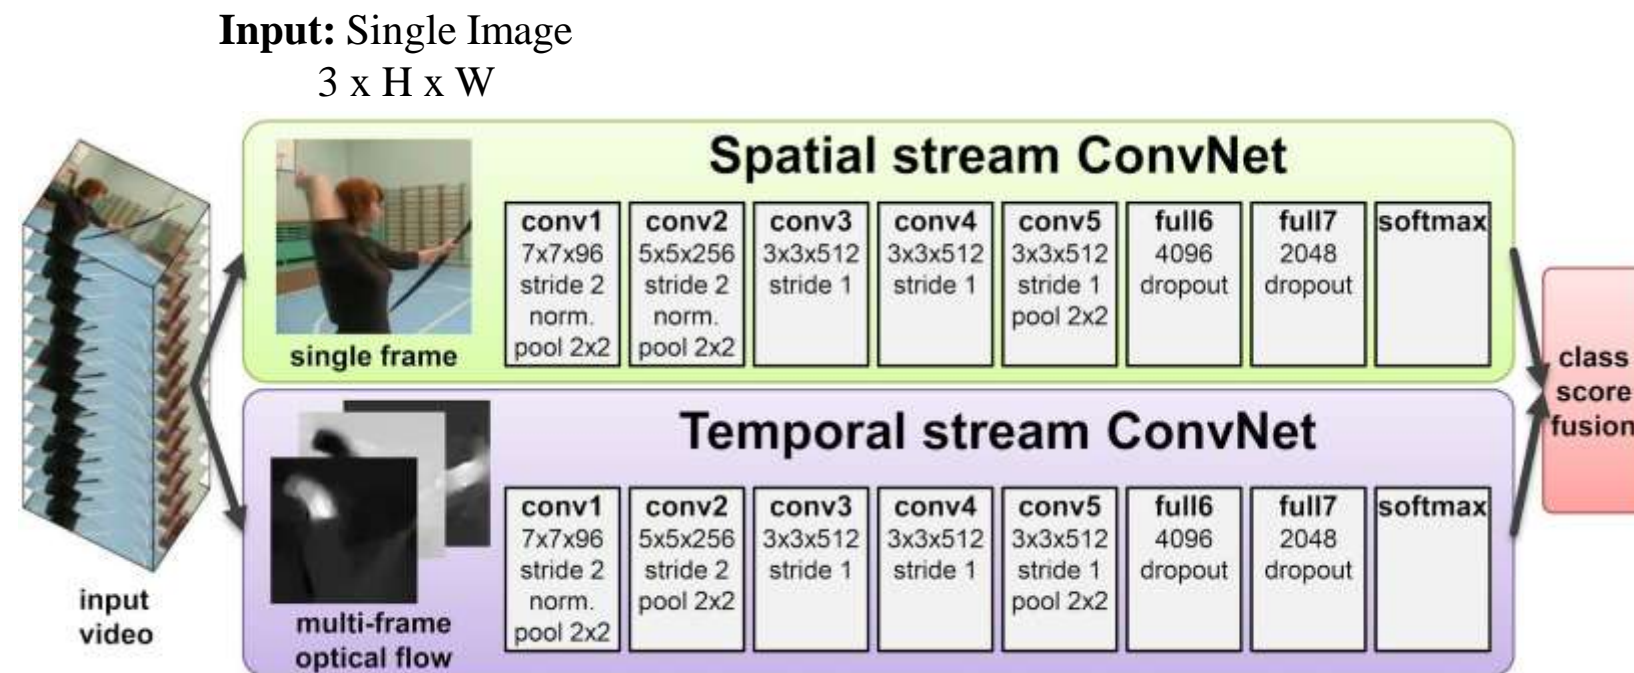 Input: Single Image
3 x H x W
Spatial stream ConvNet
single frame
conv1
7x7x96
stride 2
norm.
pool 2x2
conv2
5x5x256
stride 2
norm.
pool 2x2
conv3
3x3x512
stride 1
conv4
3x3x512
stride 1
conv5
3x3x512
stride 1
pool 2x2
full6
4096
dropout
full7
2048
dropout
softmax
Temporal stream ConvNet
multi-frame
optical flow
conv1
7x7x96
stride 2
norm.
pool 2x2
conv2
5x5x256
stride 2
pool 2x2
conv3
3x3x512
stride 1
conv4
3x3x512
stride 1
conv5
3x3x512
stride 1
pool 2x2
full6
4096
dropout
full7
2048
dropout
softmax
input
video
class
score
fusion